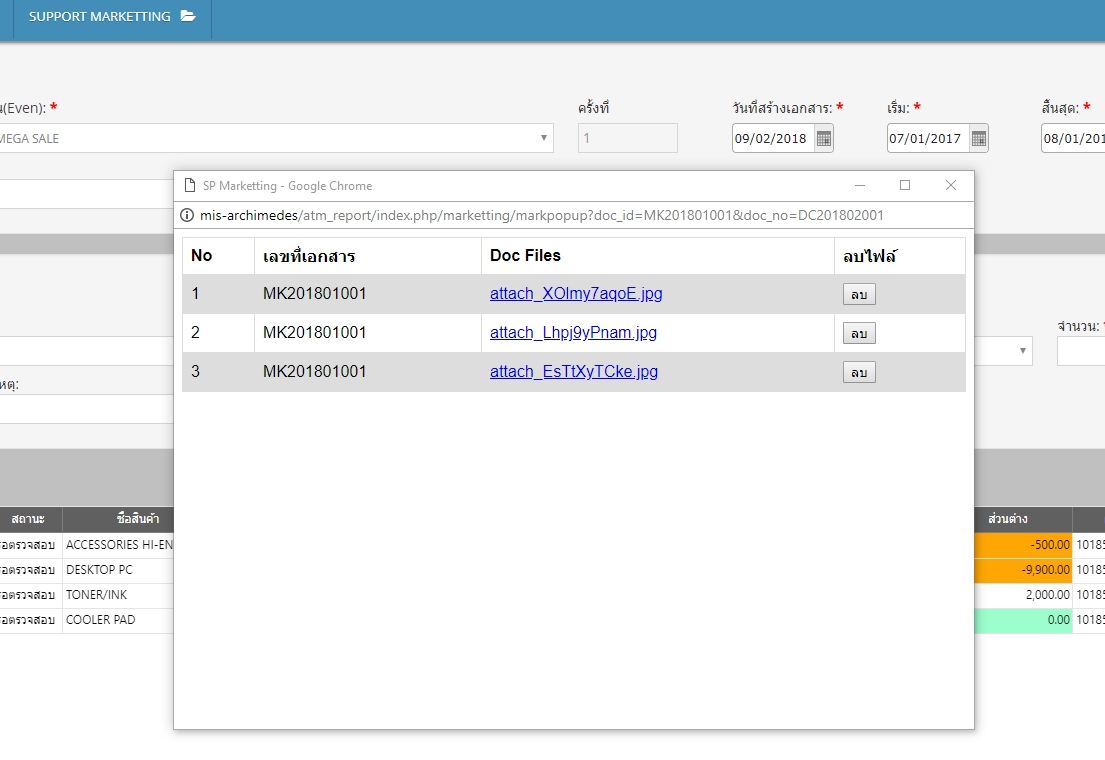 SUPPORT MARKETTING
(Even): *
ครั้งที่
วันที่สร้างเอกสาร: *
เริ่ม: *
สิ้นสุด: *
MEGA SALE
1
09/02/2018
07/01/2017
08/01/201
SP Marketting - Google Chrome
mis-archimedes/atm_report/index.php/marketting/markpopup?doc_id=MK201801001&doc_no=DC201802001
No เลขที่เอกสาร Doc Files ลบไฟล์
1 MK201801001 attach_XOlmy7aqoE.jpg ลบ
2 MK201801001 attach_Lhpj9yPnam.jpg ลบ
3 MK201801001 attach_EsTtXyTCke.jpg ลบ
จำนวน: *
หตุ:
สถานะ ชื่อสินค้า ส่วนต่าง
รอตรวจสอบ ACCESSORIES HI-EN -500.00 10185
รอตรวจสอบ DESKTOP PC -9,900.00 10185
รอตรวจสอบ TONER/INK 2,000.00 10185
รอตรวจสอบ COOLER PAD 0.00 10185